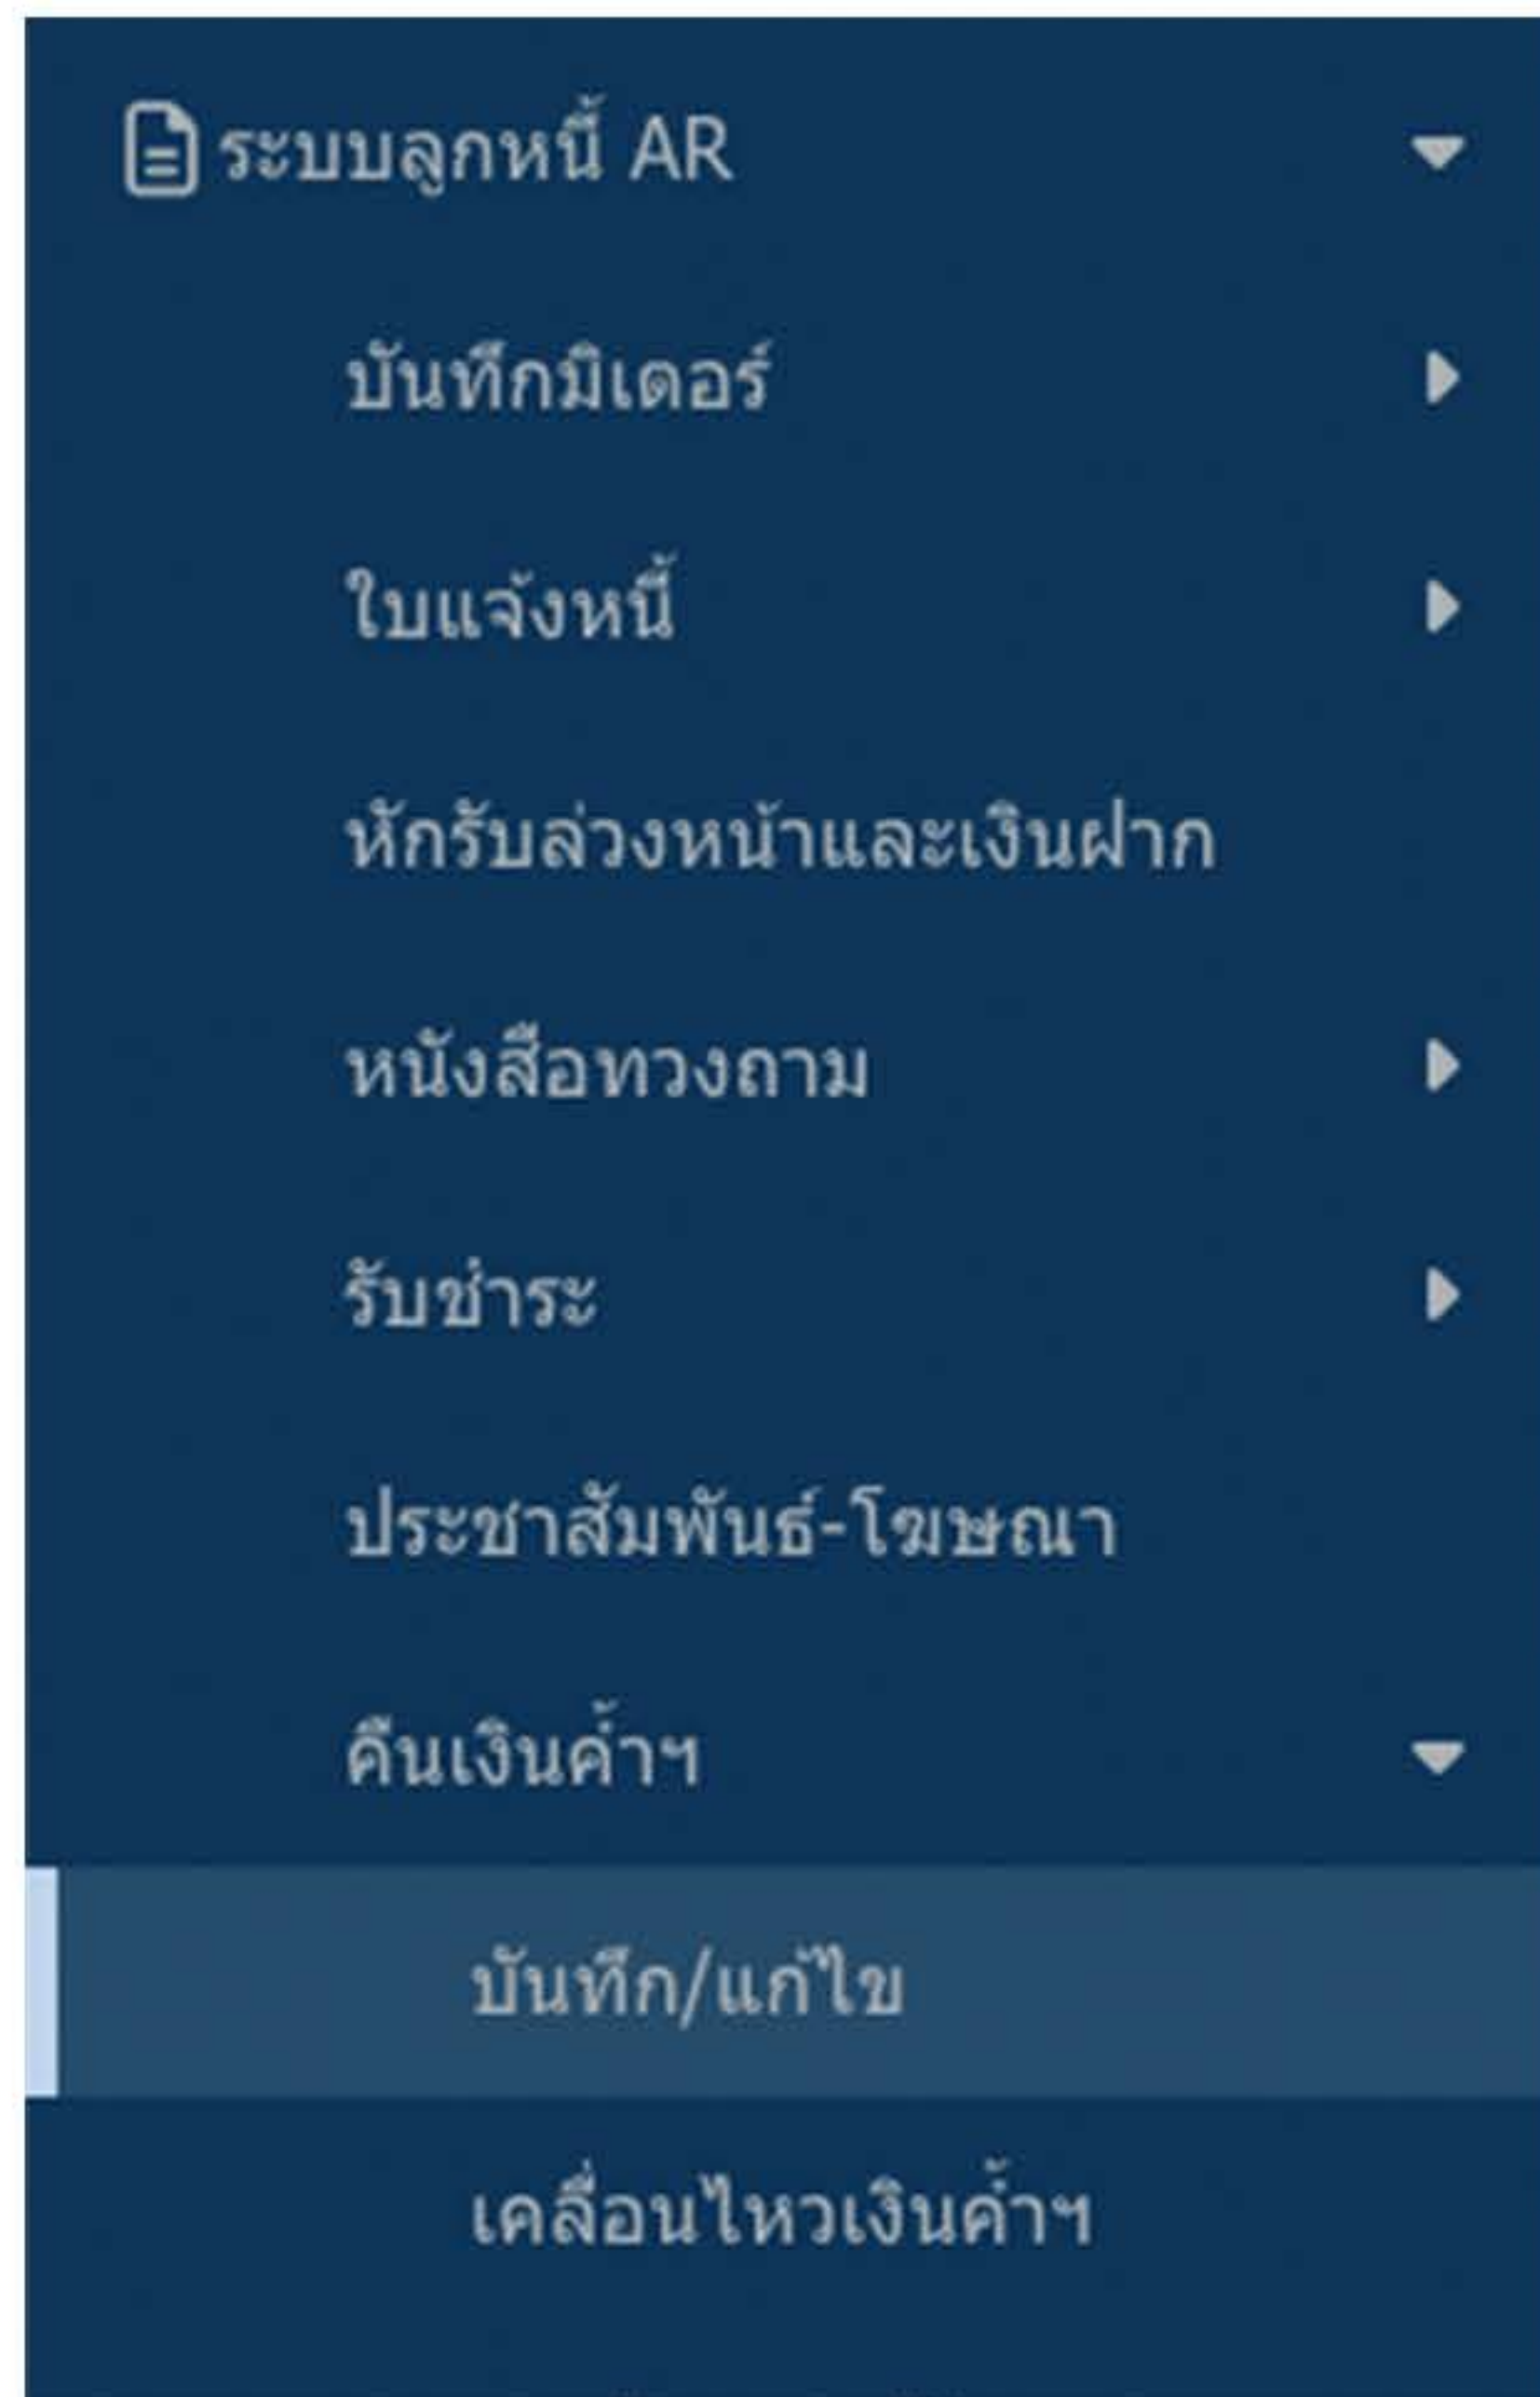 ระบบลูกหนี้ AR
บันทึกมิเตอร์
ใบแจ้งหนี้
หักรับล่วงหน้าและเงินฝาก
หนังสือทวงถาม
รับชำระ
ประชาสัมพันธ์-โฆษณา
คืนเงินค้ำฯ
บันทึก/แก้ไข
เคลื่อนไหวเงินค้ำฯ